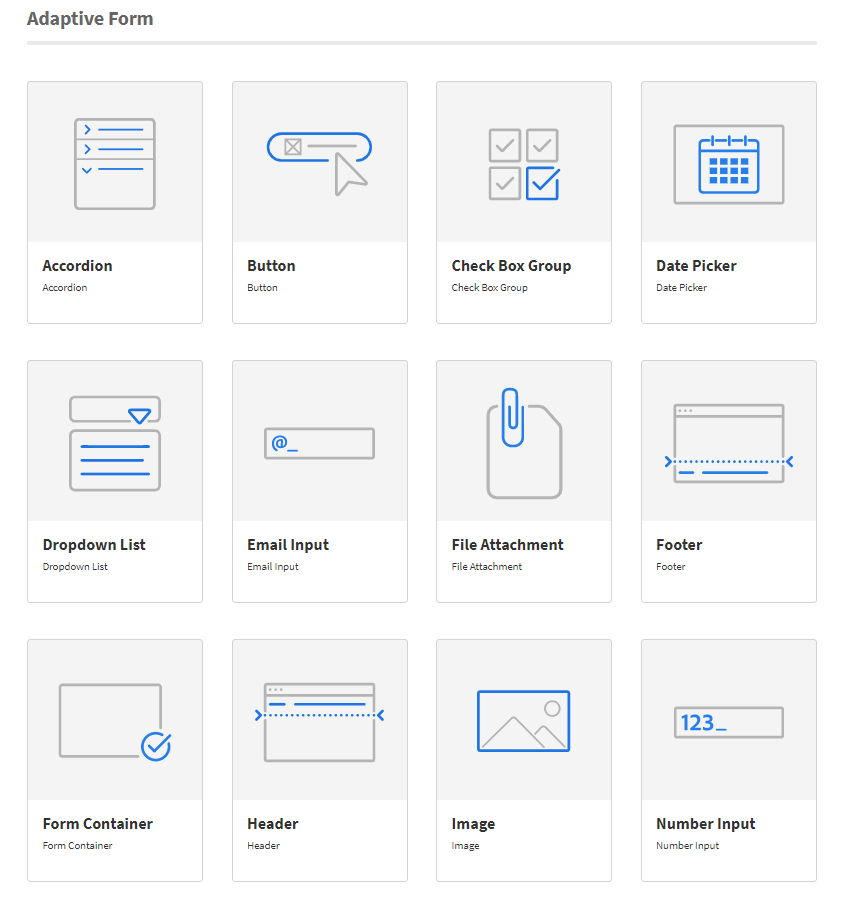 Adaptive Form
Accordion
Accordion
Button
Button
Check Box Group
Check Box Group
Date Picker
Date Picker
Dropdown List
Dropdown List
@_
Email Input
Email Input
File Attachment
File Attachment
Footer
Footer
Form Container
Form Container
Header
Header
Image
Image
123_
Number Input
Number Input